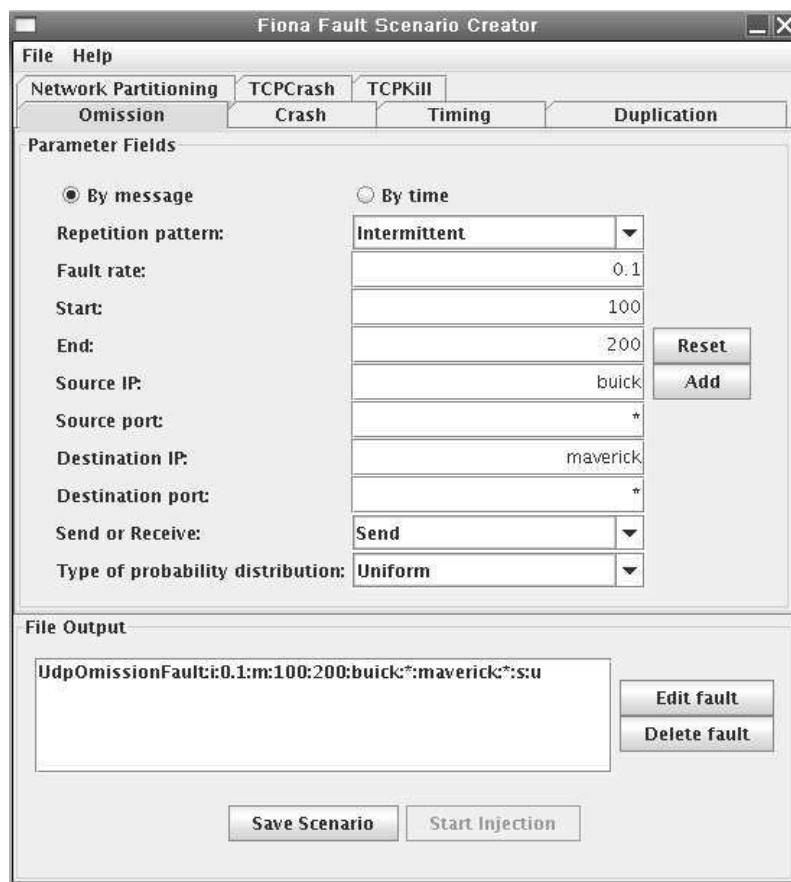 Fiona Fault Scenario Creator
File Help
Network Partitioning TCPCrash TCPKill
Omission Crash Timing Duplication
Parameter Fields
By message By time
Repetition pattern: Intermittent
Fault rate: 0.1
Start: 100
End: 200 Reset
Source IP: buick Add
Source port: *
Destination IP: maverick
Destination port: *
Send or Receive: Send
Type of probability distribution: Uniform
File Output
UdpOmissionFault:i:0.1:m:100:200:buick:*:maverick:*:s:u
Edit fault
Delete fault
Save Scenario Start Injection